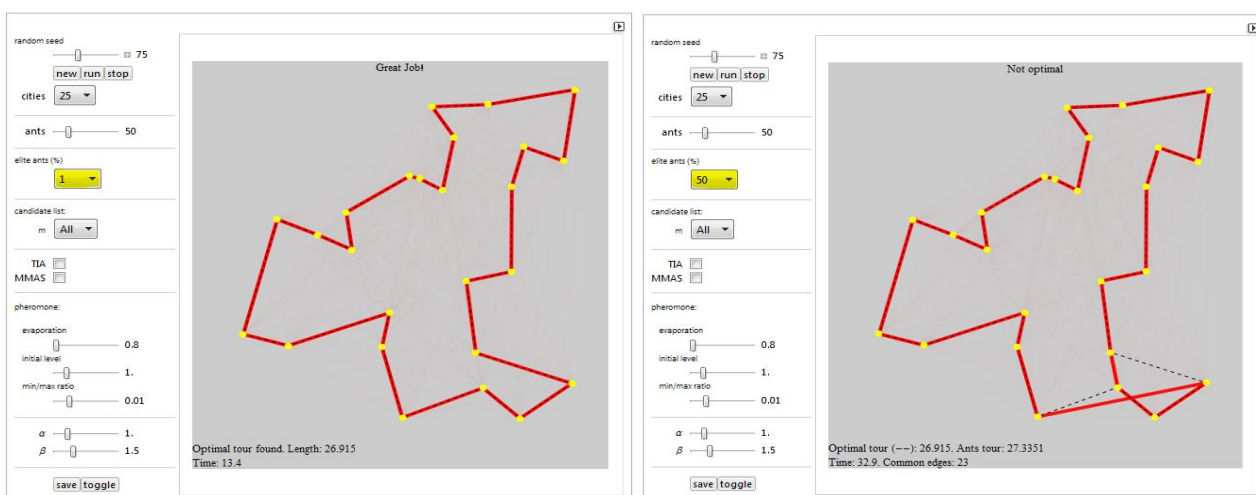 random seed
75
new run stop
cities 25
ants 50
elite ants (%)
1
candidate list:
m All
TIA
MMAS
pheromone:
evaporation
0.8
initial level
1.
min/max ratio
0.01
α 1.
β 1.5
save toggle
Great Job!
Optimal tour found. Length: 26.915
Time: 13.4
random seed
75
new run stop
cities 25
ants 50
elite ants (%)
50
candidate list:
m All
TIA
MMAS
pheromone:
evaporation
0.8
initial level
1.
min/max ratio
0.01
α 1.
β 1.5
save toggle
Not optimal
Optimal tour (−−): 26.915. Ants tour: 27.3351
Time: 32.9. Common edges: 23